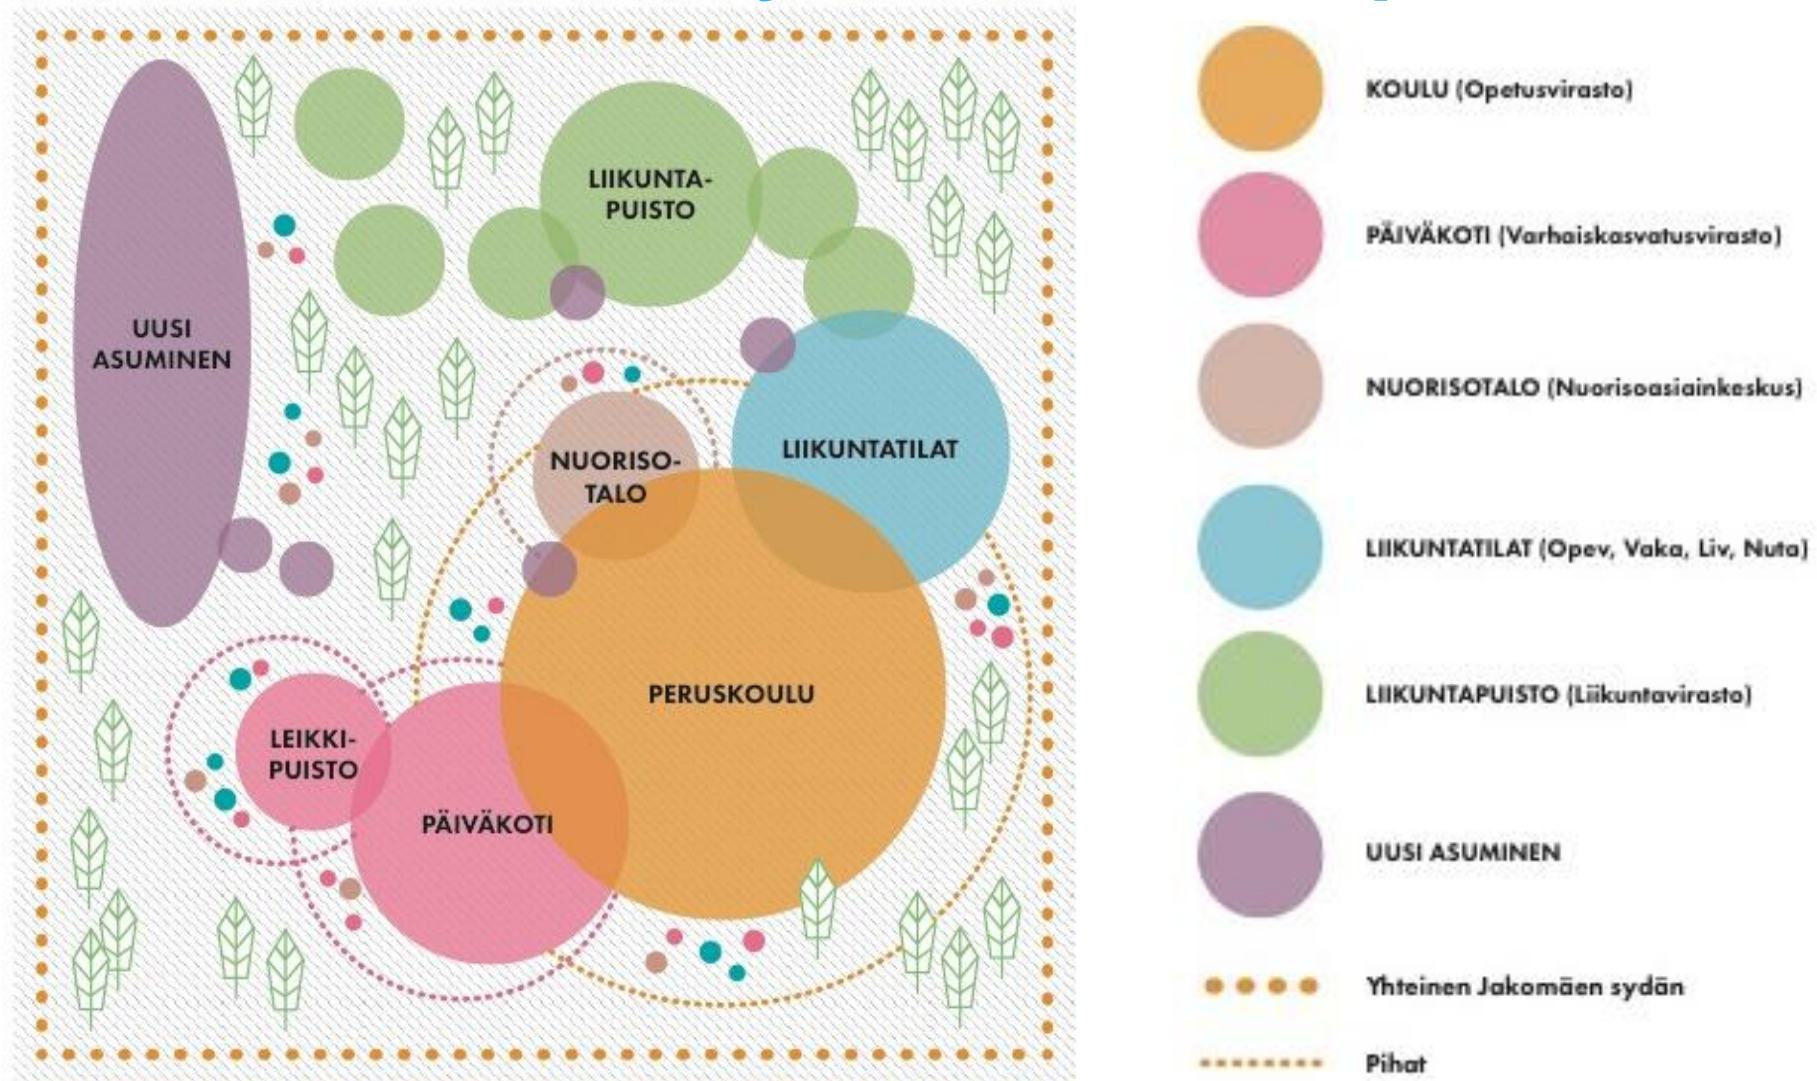 LIIKUNTA-
PUISTO
UUSI
ASUMINEN
NUORISO-
TALO
LIIKUNTATILAT
PERUSKOULU
LEIKKI-
PUISTO
PÄIVÄKOTI
KOULU (Opetusvirasto)
PÄIVÄKOTI (Varhaiskasvatusvirasto)
NUORISOTALO (Nuorisoasiainkeskus)
LIIKUNTATILAT (Opev, Vaka, Liv, Nuta)
LIIKUNTAPUISTO (Liikuntavirasto)
UUSI ASUMINEN
Yhteinen Jakomäen sydän
Pihat